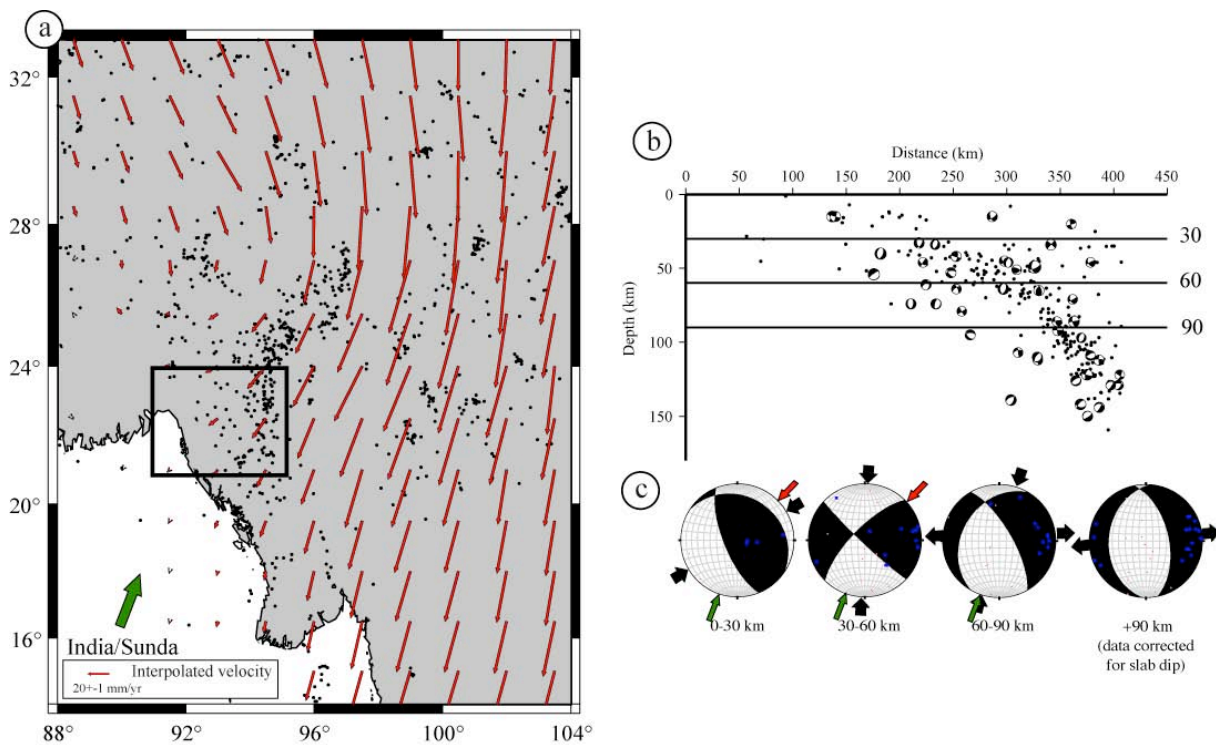 a
32°
28°
24°
20°
16°
India/Sunda
Interpolated velocity
20+-1 mm/yr
88° 92° 96° 100° 104°
b
Distance (km)
0 50 100 150 200 250 300 350 400 450
0
30
50
60
90
100
150
Depth (km)
c
0-30 km 30-60 km 60-90 km +90 km
(data corrected
for slab dip)